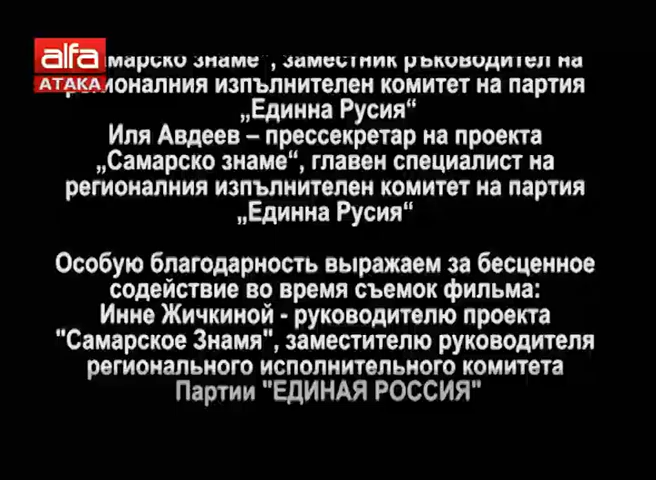 alfa
АТАКА
марско знаме", заместник ръководител на
регионалния изпълнителен комитет на партия
„Единна Русия“
Иля Авдеев – прессекретар на проекта
„Самарско знаме“, главен специалист на
регионалния изпълнителен комитет на партия
„Единна Русия“
Особую благодарность выражаем за бесценное
содействие во время съемок фильма:
Инне Жичкиной - руководителю проекта
"Самарское Знамя", заместителю руководителя
регионального исполнительного комитета
Партии "ЕДИНАЯ РОССИЯ"